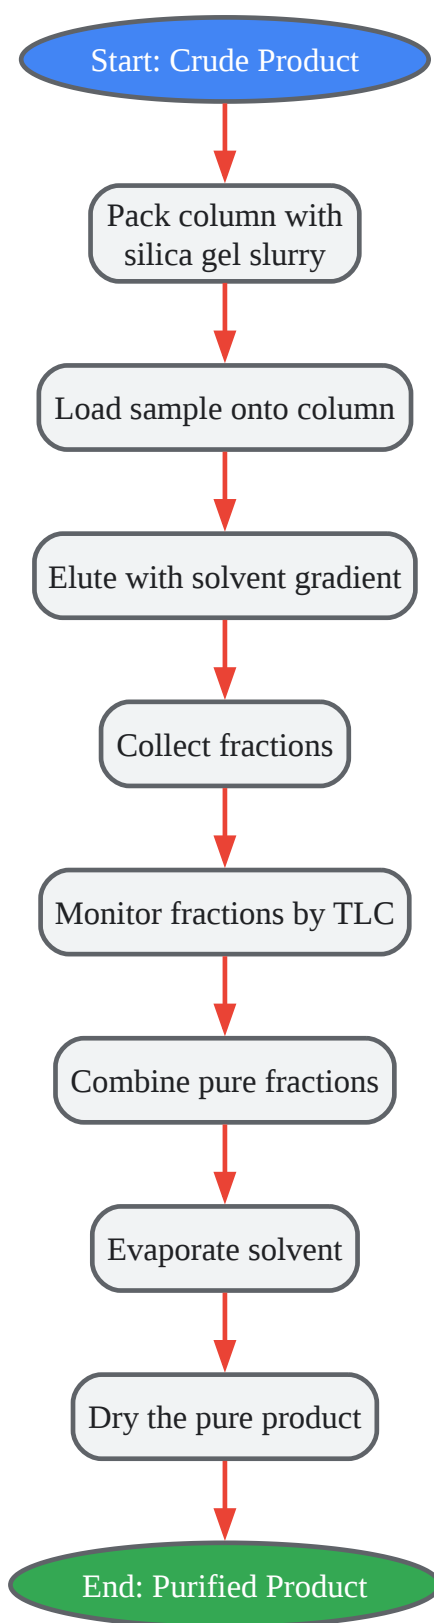 Start: Crude Product
Pack column with
silica gel slurry
Load sample onto column
Elute with solvent gradient
Collect fractions
Monitor fractions by TLC
Combine pure fractions
Evaporate solvent
Dry the pure product
End: Purified Product